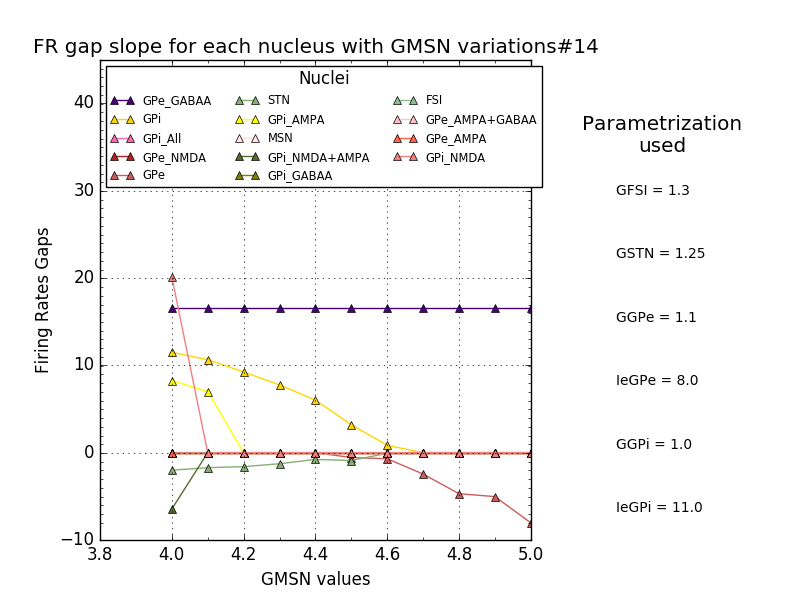 FR gap slope for each nucleus with GMSN variations#14
Nuclei
GPe_GABAA STN FSI
GPi GPi_AMPA GPe_AMPA+GABAA
GPi_All MSN GPe_AMPA
GPe_NMDA GPi_NMDA+AMPA GPi_NMDA
GPe GPi_GABAA
40
30
20
10
0
−10
3.8 4.0 4.2 4.4 4.6 4.8 5.0
GMSN values
Firing Rates Gaps
Parametrization
used
GFSI = 1.3
GSTN = 1.25
GGPe = 1.1
IeGPe = 8.0
GGPi = 1.0
IeGPi = 11.0